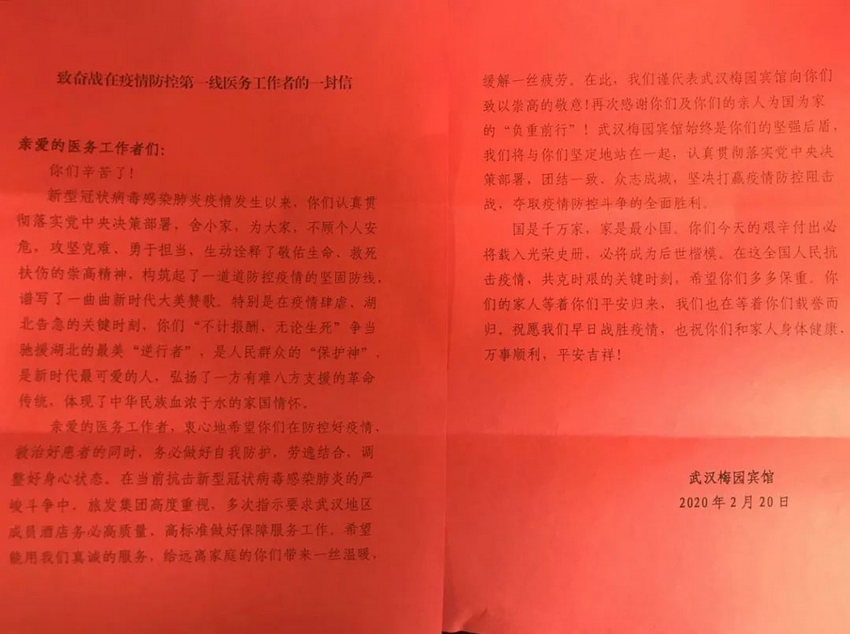 致奋战在疫情防控第一线医务工作者的一封信
亲爱的医务工作者们:
你们辛苦了!
新型冠状病毒感染肺炎疫情发生以来,你们认真贯
彻落实党中央决策部署,舍小家,为大家,不顾个人安
危,攻坚克难、勇于担当,生动诠释了敬佑生命、救死
扶伤的崇高精神,构筑起了一道道防控疫情的坚固防线,
谱写了一曲曲新时代大美赞歌。特别是在疫情肆虐、湖
北告急的关键时刻,你们“不计报酬、无论生死”争当
驰援湖北的最美“逆行者”,是人民群众的“保护神”,
是新时代最可爱的人,弘扬了一方有难八方支援的革命
传统,体现了中华民族血浓于水的家国情怀。
亲爱的医务工作者,衷心地希望你们在防控好疫情,
救治好患者的同时,务必做好自我防护,劳逸结合,调
整好身心状态。在当前抗击新型冠状病毒感染肺炎的严
峻斗争中,旅发集团高度重视,多次指示要求武汉地区
成员酒店务必高质量,高标准做好保障服务工作。希望
能用我们真诚的服务,给远离家庭的你们带来一丝温暖,
缓解一丝疲劳。在此,我们谨代表武汉梅园宾馆向你们
致以崇高的敬意!再次感谢你们及你们的亲人为国为家
的“负重前行”!武汉梅园宾馆始终是你们的坚强后盾,
我们将与你们坚定地站在一起,认真贯彻落实党中央决
策部署,团结一致、众志成城,坚决打赢疫情防控阻击
战,夺取疫情防控斗争的全面胜利。
国是千万家,家是最小国。你们今天的艰辛付出必
将载入光荣史册,必将成为后世楷模。在这全国人民抗
击疫情,共克时艰的关键时刻,希望你们多多保重。你
们的家人等着你们平安归来,我们也在等着你们载誉而
归。祝愿我们早日战胜疫情,也祝你们和家人身体健康,
万事顺利,平安吉祥!
武汉梅园宾馆
2020年2月20日